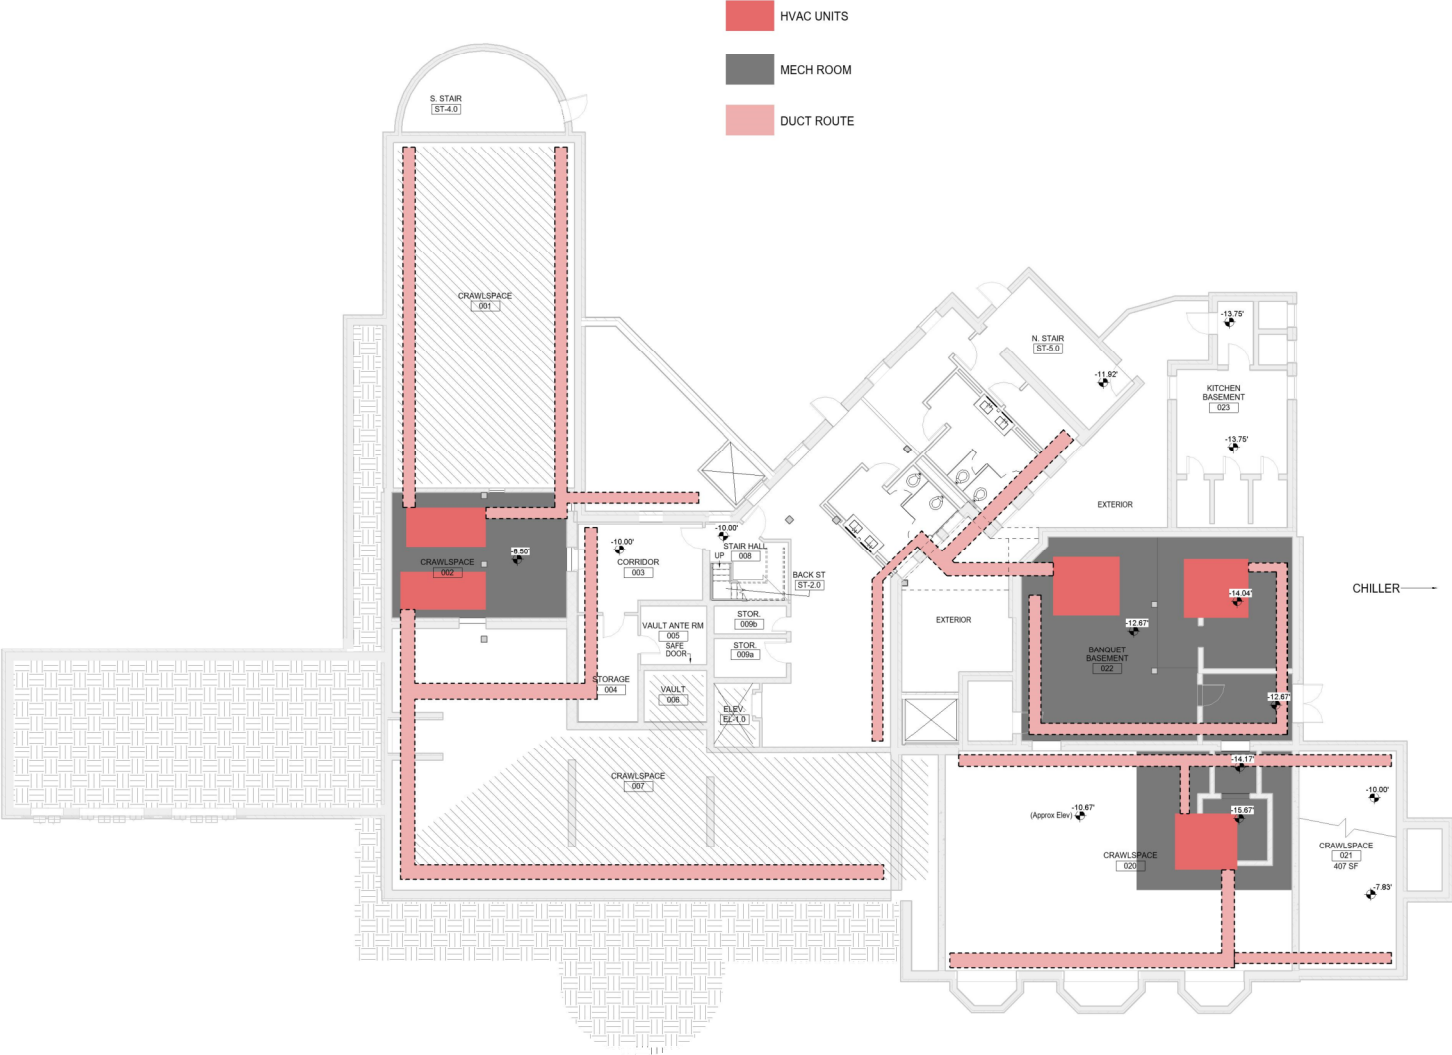 HVAC UNITS
MECH ROOM
DUCT ROUTE
S. STAIR
ST-4.0
CRAWLSPACE
001
N. STAIR
ST-5.0
-11.92'
-13.75'
KITCHEN
BASEMENT
023
-13.75'
EXTERIOR
CRAWLSPACE
002
-8.50'
-10.00'
CORRIDOR
003
-10.00'
STAIR HALL
008
UP
BACK ST
ST-2.0
STOR.
009b
VAULT ANTE RM
005
SAFE
DOOR
STOR.
009a
STORAGE
004
VAULT
006
ELEV.
EL-1.0
EXTERIOR
-14.04'
-12.67'
BANQUET
BASEMENT
022
-12.67'
CHILLER
CRAWLSPACE
007
-14.17'
-10.67'
(Approx Elev)
-15.67'
-10.00'
CRAWLSPACE
020
CRAWLSPACE
021
407 SF
-7.83'